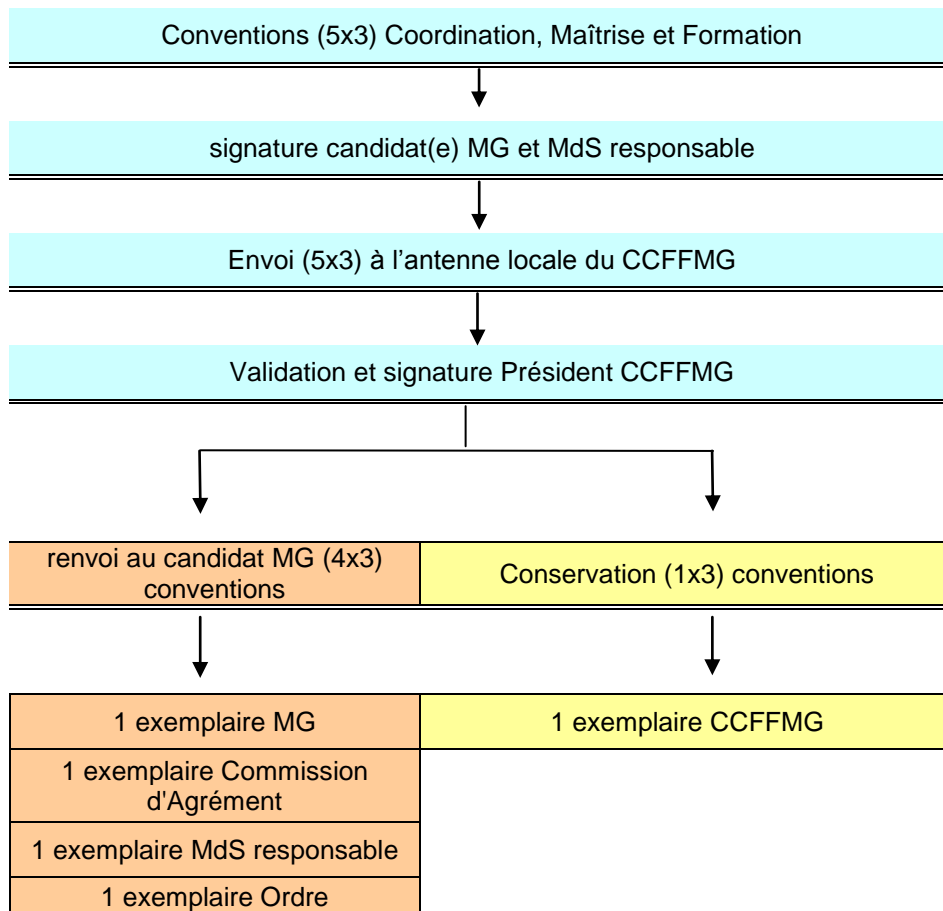 Conventions (5x3) Coordination, Maîtrise et Formation
signature candidat(e) MG et MdS responsable
Envoi (5x3) à l’antenne locale du CCFFMG
Validation et signature Président CCFFMG
renvoi au candidat MG (4x3)
conventions
Conservation (1x3) conventions
1 exemplaire MG
1 exemplaire CCFFMG
1 exemplaire Commission
d'Agrément
1 exemplaire MdS responsable
1 exemplaire Ordre